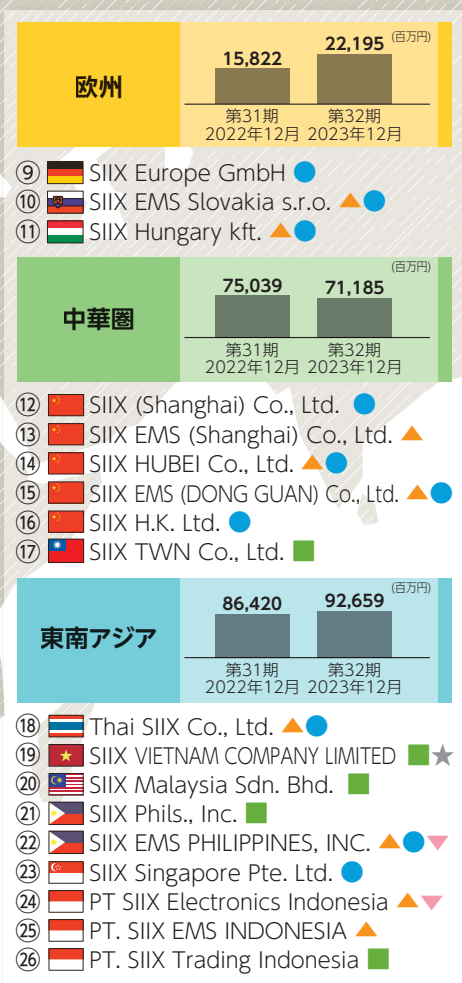 欧州
(百万円)
15,822
22,195
第31期
2022年12月
第32期
2023年12月
⑨ SIIX Europe GmbH
⑩ SIIX EMS Slovakia s.r.o.
⑪ SIIX Hungary kft.
中華圏
(百万円)
75,039
71,185
第31期
2022年12月
第32期
2023年12月
⑫ SIIX (Shanghai) Co., Ltd.
⑬ SIIX EMS (Shanghai) Co., Ltd.
⑭ SIIX HUBEI Co., Ltd.
⑮ SIIX EMS (DONG GUAN) Co., Ltd.
⑯ SIIX H.K. Ltd.
⑰ SIIX TWN Co., Ltd.
東南アジア
(百万円)
86,420
92,659
第31期
2022年12月
第32期
2023年12月
⑱ Thai SIIX Co., Ltd.
⑲ SIIX VIETNAM COMPANY LIMITED
⑳ SIIX Malaysia Sdn. Bhd.
㉑ SIIX Phils., Inc.
㉒ SIIX EMS PHILIPPINES, INC.
㉓ SIIX Singapore Pte. Ltd.
㉔ PT SIIX Electronics Indonesia
㉕ PT. SIIX EMS INDONESIA
㉖ PT. SIIX Trading Indonesia